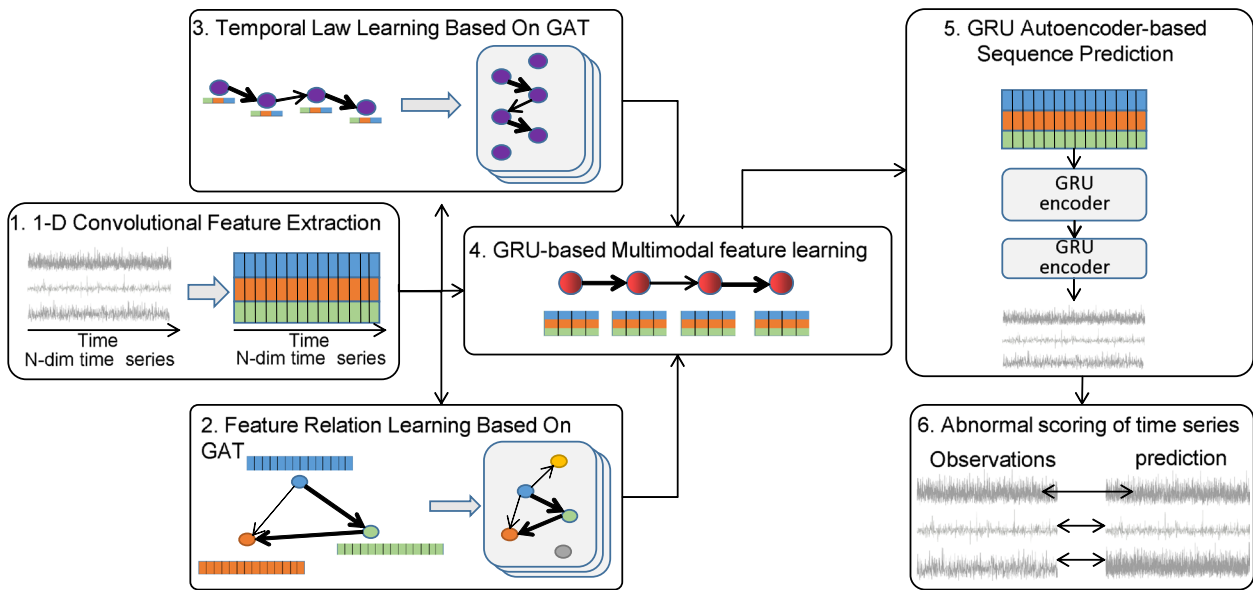 3. Temporal Law Learning Based On GAT
1. 1-D Convolutional Feature Extraction
Time
N-dim time series
Time
N-dim time series
2. Feature Relation Learning Based On
GAT
4. GRU-based Multimodal feature learning
5. GRU Autoencoder-based
Sequence Prediction
GRU
encoder
GRU
encoder
6. Abnormal scoring of time series
Observations
prediction